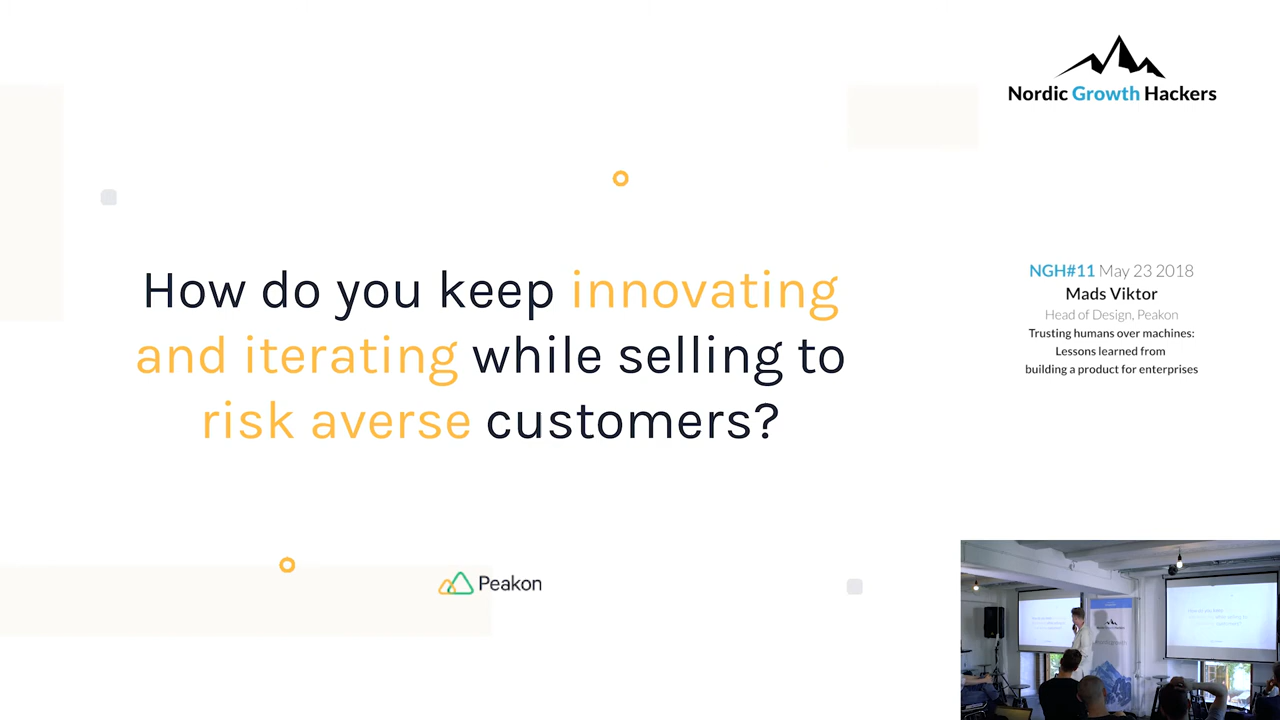 Nordic Growth Hackers
How do you keep innovating
and iterating while selling to
risk averse customers?
Peakon
NGH#11 May 23 2018
Mads Viktor
Head of Design, Peakon
Trusting humans over machines:
Lessons learned from
building a product for enterprises